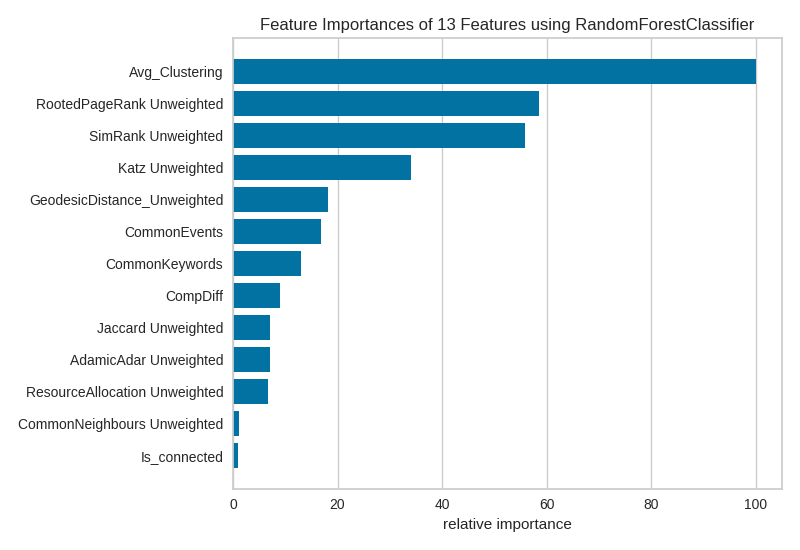 Feature Importances of 13 Features using RandomForestClassifier
Avg_Clustering
RootedPageRank Unweighted
SimRank Unweighted
Katz Unweighted
GeodesicDistance_Unweighted
CommonEvents
CommonKeywords
CompDiff
Jaccard Unweighted
AdamicAdar Unweighted
ResourceAllocation Unweighted
CommonNeighbours Unweighted
Is_connected
0 20 40 60 80 100
relative importance